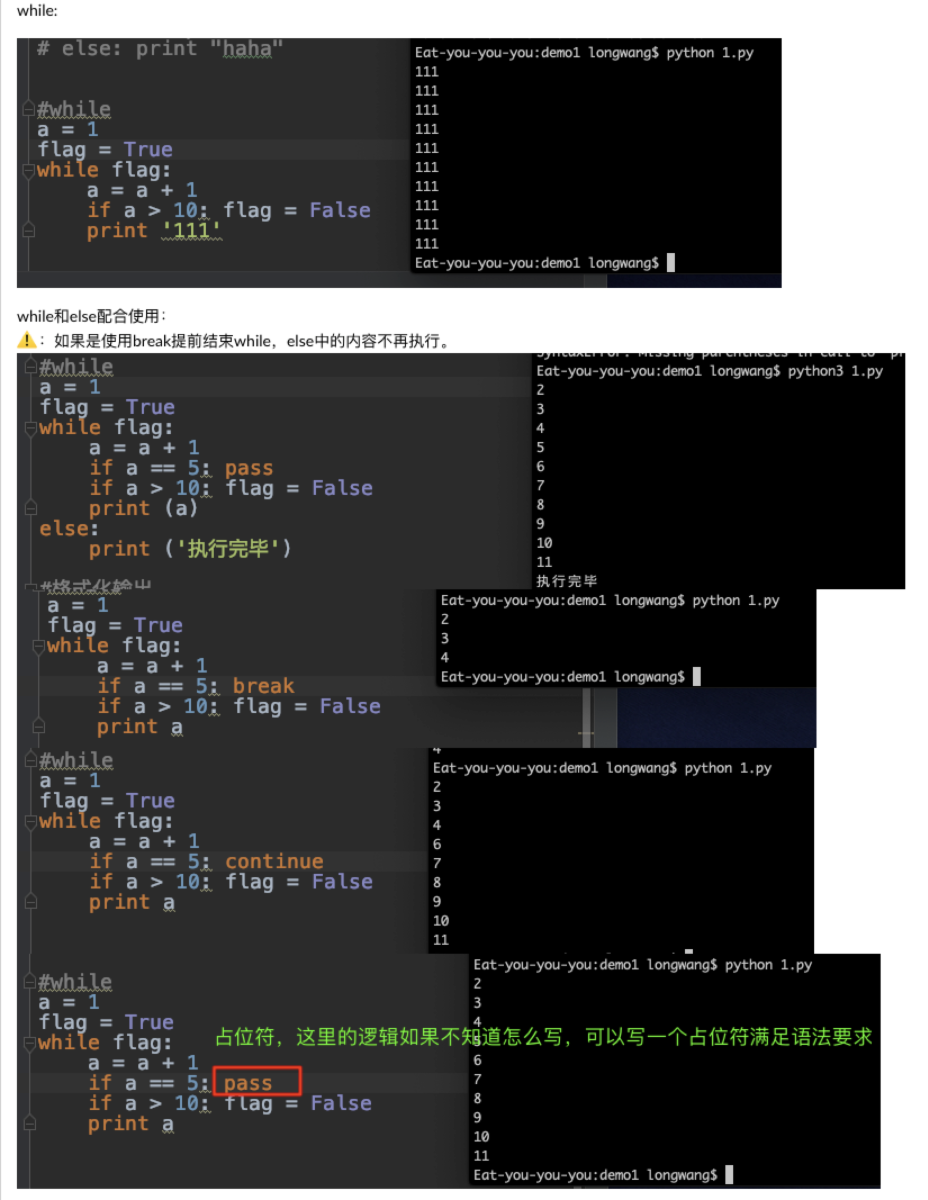 while:
# else: print "haha"
#while
a = 1
flag = True
while flag:
a = a + 1
if a > 10: flag = False
print '111'
Eat-you-you-you:demo1 longwang$ python 1.py
111
111
111
111
111
111
111
111
111
111
Eat-you-you-you:demo1 longwang$
while和else配合使用：
⚠️：如果是使用break提前结束while，else中的内容不再执行。
#while
a = 1
flag = True
while flag:
a = a + 1
if a == 5: pass
if a > 10: flag = False
print (a)
else:
print ('执行完毕')
#格式化输出
SyntaxError: Missing parentheses in call to 'pr
Eat-you-you-you:demo1 longwang$ python3 1.py
2
3
4
5
6
7
8
9
10
11
执行完毕
a = 1
flag = True
while flag:
a = a + 1
if a == 5: break
if a > 10: flag = False
print a
Eat-you-you-you:demo1 longwang$ python 1.py
2
3
4
Eat-you-you-you:demo1 longwang$
#while
a = 1
flag = True
while flag:
a = a + 1
if a == 5: continue
if a > 10: flag = False
print a
4
Eat-you-you-you:demo1 longwang$ python 1.py
2
3
4
6
7
8
9
10
11
#while
a = 1
flag = True
while flag:
a = a + 1
if a == 5: pass
if a > 10: flag = False
print a
占位符，这里的逻辑如果不知道怎么写，可以写一个占位符满足语法要求
Eat-you-you-you:demo1 longwang$ python 1.py
2
3
4
6
7
8
9
10
11
Eat-you-you-you:demo1 longwang$